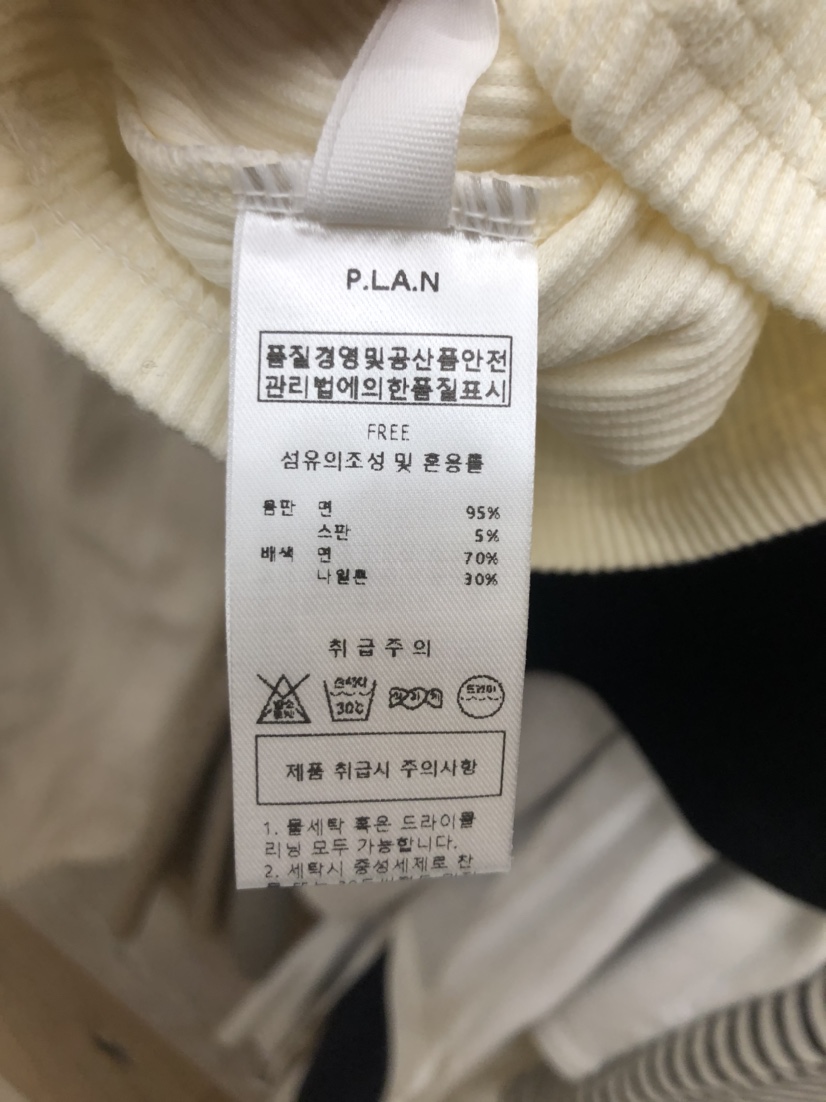 P.LA.N
품질경영및공산품안전
관리법에의한품질표시
FREE
섬유의조성 및 혼용률
몸판 면 95%
스판 5%
배색 면 70%
나일론 30%
취급주의
손세탁
30℃
드라이
제품 취급시 주의사항
1. 물세탁 혹은 드라이클
리닝 모두 가능합니다.
2. 세탁시 중성세제로 찬